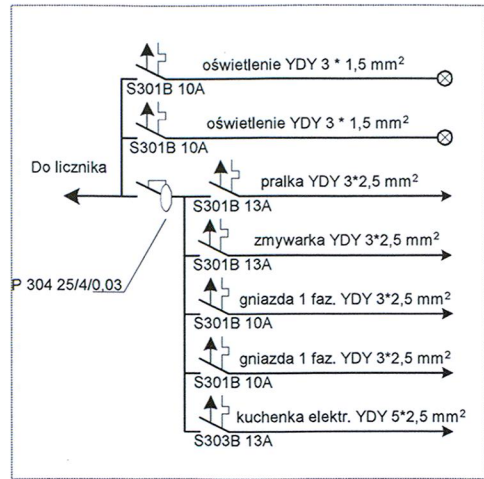 oświetlenie YDY 3 * 1,5 mm²
S301B 10A
oświetlenie YDY 3 * 1,5 mm²
S301B 10A
Do licznika
pralka YDY 3*2,5 mm²
S301B 13A
zmywarka YDY 3*2,5 mm²
S301B 13A
P 304 25/4/0,03
gniazda 1 faz. YDY 3*2,5 mm²
S301B 10A
gniazda 1 faz. YDY 3*2,5 mm²
S301B 10A
kuchenka elektr. YDY 5*2,5 mm²
S303B 13A